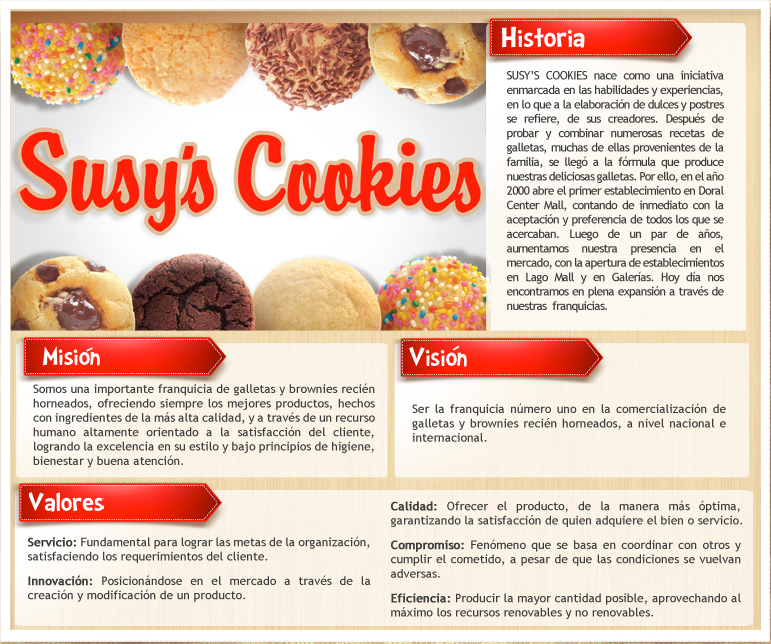 Susy's Cookies
Historia
SUSY'S COOKIES nace como una iniciativa
enmarcada en las habilidades y experiencias,
en lo que a la elaboración de dulces y postres
se refiere, de sus creadores. Después de
probar y combinar numerosas recetas de
galletas, muchas de ellas provenientes de la
familia, se llegó a la fórmula que produce
nuestras deliciosas galletas. Por ello, en el año
2000 abre el primer establecimiento en Doral
Center Mall, contando de inmediato con la
aceptación y preferencia de todos los que se
acercaban. Luego de un par de años,
aumentamos nuestra presencia en el
mercado, con la apertura de establecimientos
en Lago Mall y en Galerías. Hoy día nos
encontramos en plena expansión a través de
nuestras franquicias.
Misión
Somos una importante franquicia de galletas y brownies recién
horneados, ofreciendo siempre los mejores productos, hechos
con ingredientes de la más alta calidad, y a través de un recurso
humano altamente orientado a la satisfacción del cliente,
logrando la excelencia en su estilo y bajo principios de higiene,
bienestar y buena atención.
Visión
Ser la franquicia número uno en la comercialización de
galletas y brownies recién horneados, a nivel nacional e
internacional.
Valores
Servicio: Fundamental para lograr las metas de la organización,
satisfaciendo los requerimientos del cliente.
Innovación: Posicionándose en el mercado a través de la
creación y modificación de un producto.
Calidad: Ofrecer el producto, de la manera más óptima,
garantizando la satisfacción de quien adquiere el bien o servicio.
Compromiso: Fenómeno que se basa en coordinar con otros y
cumplir el cometido, a pesar de que las condiciones se vuelvan
adversas.
Eficiencia: Producir la mayor cantidad posible, aprovechando al
máximo los recursos renovables y no renovables.